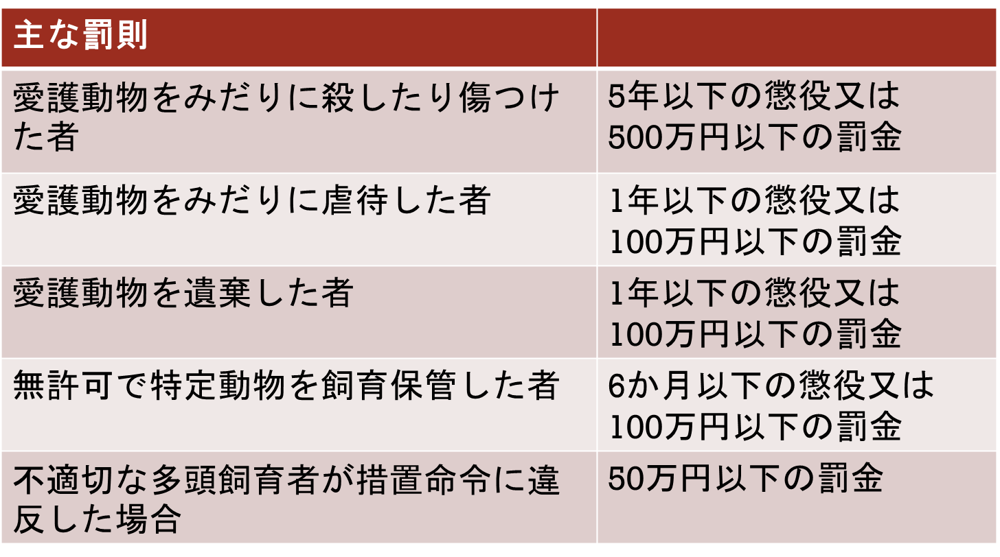 主な罰則
愛護動物をみだりに殺したり傷つけ
た者
5年以下の懲役又は
500万円以下の罰金
愛護動物をみだりに虐待した者
1年以下の懲役又は
100万円以下の罰金
愛護動物を遺棄した者
1年以下の懲役又は
100万円以下の罰金
無許可で特定動物を飼育保管した者
6か月以下の懲役又は
100万円以下の罰金
不適切な多頭飼育者が措置命令に違
反した場合
50万円以下の罰金